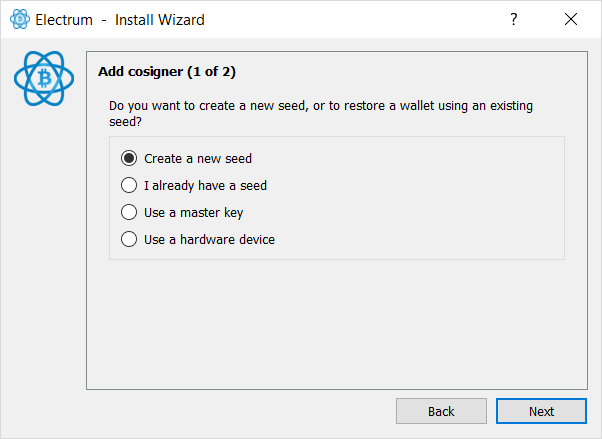 Electrum - Install Wizard
?
Add cosigner (1 of 2)
Do you want to create a new seed, or to restore a wallet using an existing
seed?
Create a new seed
I already have a seed
Use a master key
Use a hardware device
Back
Next